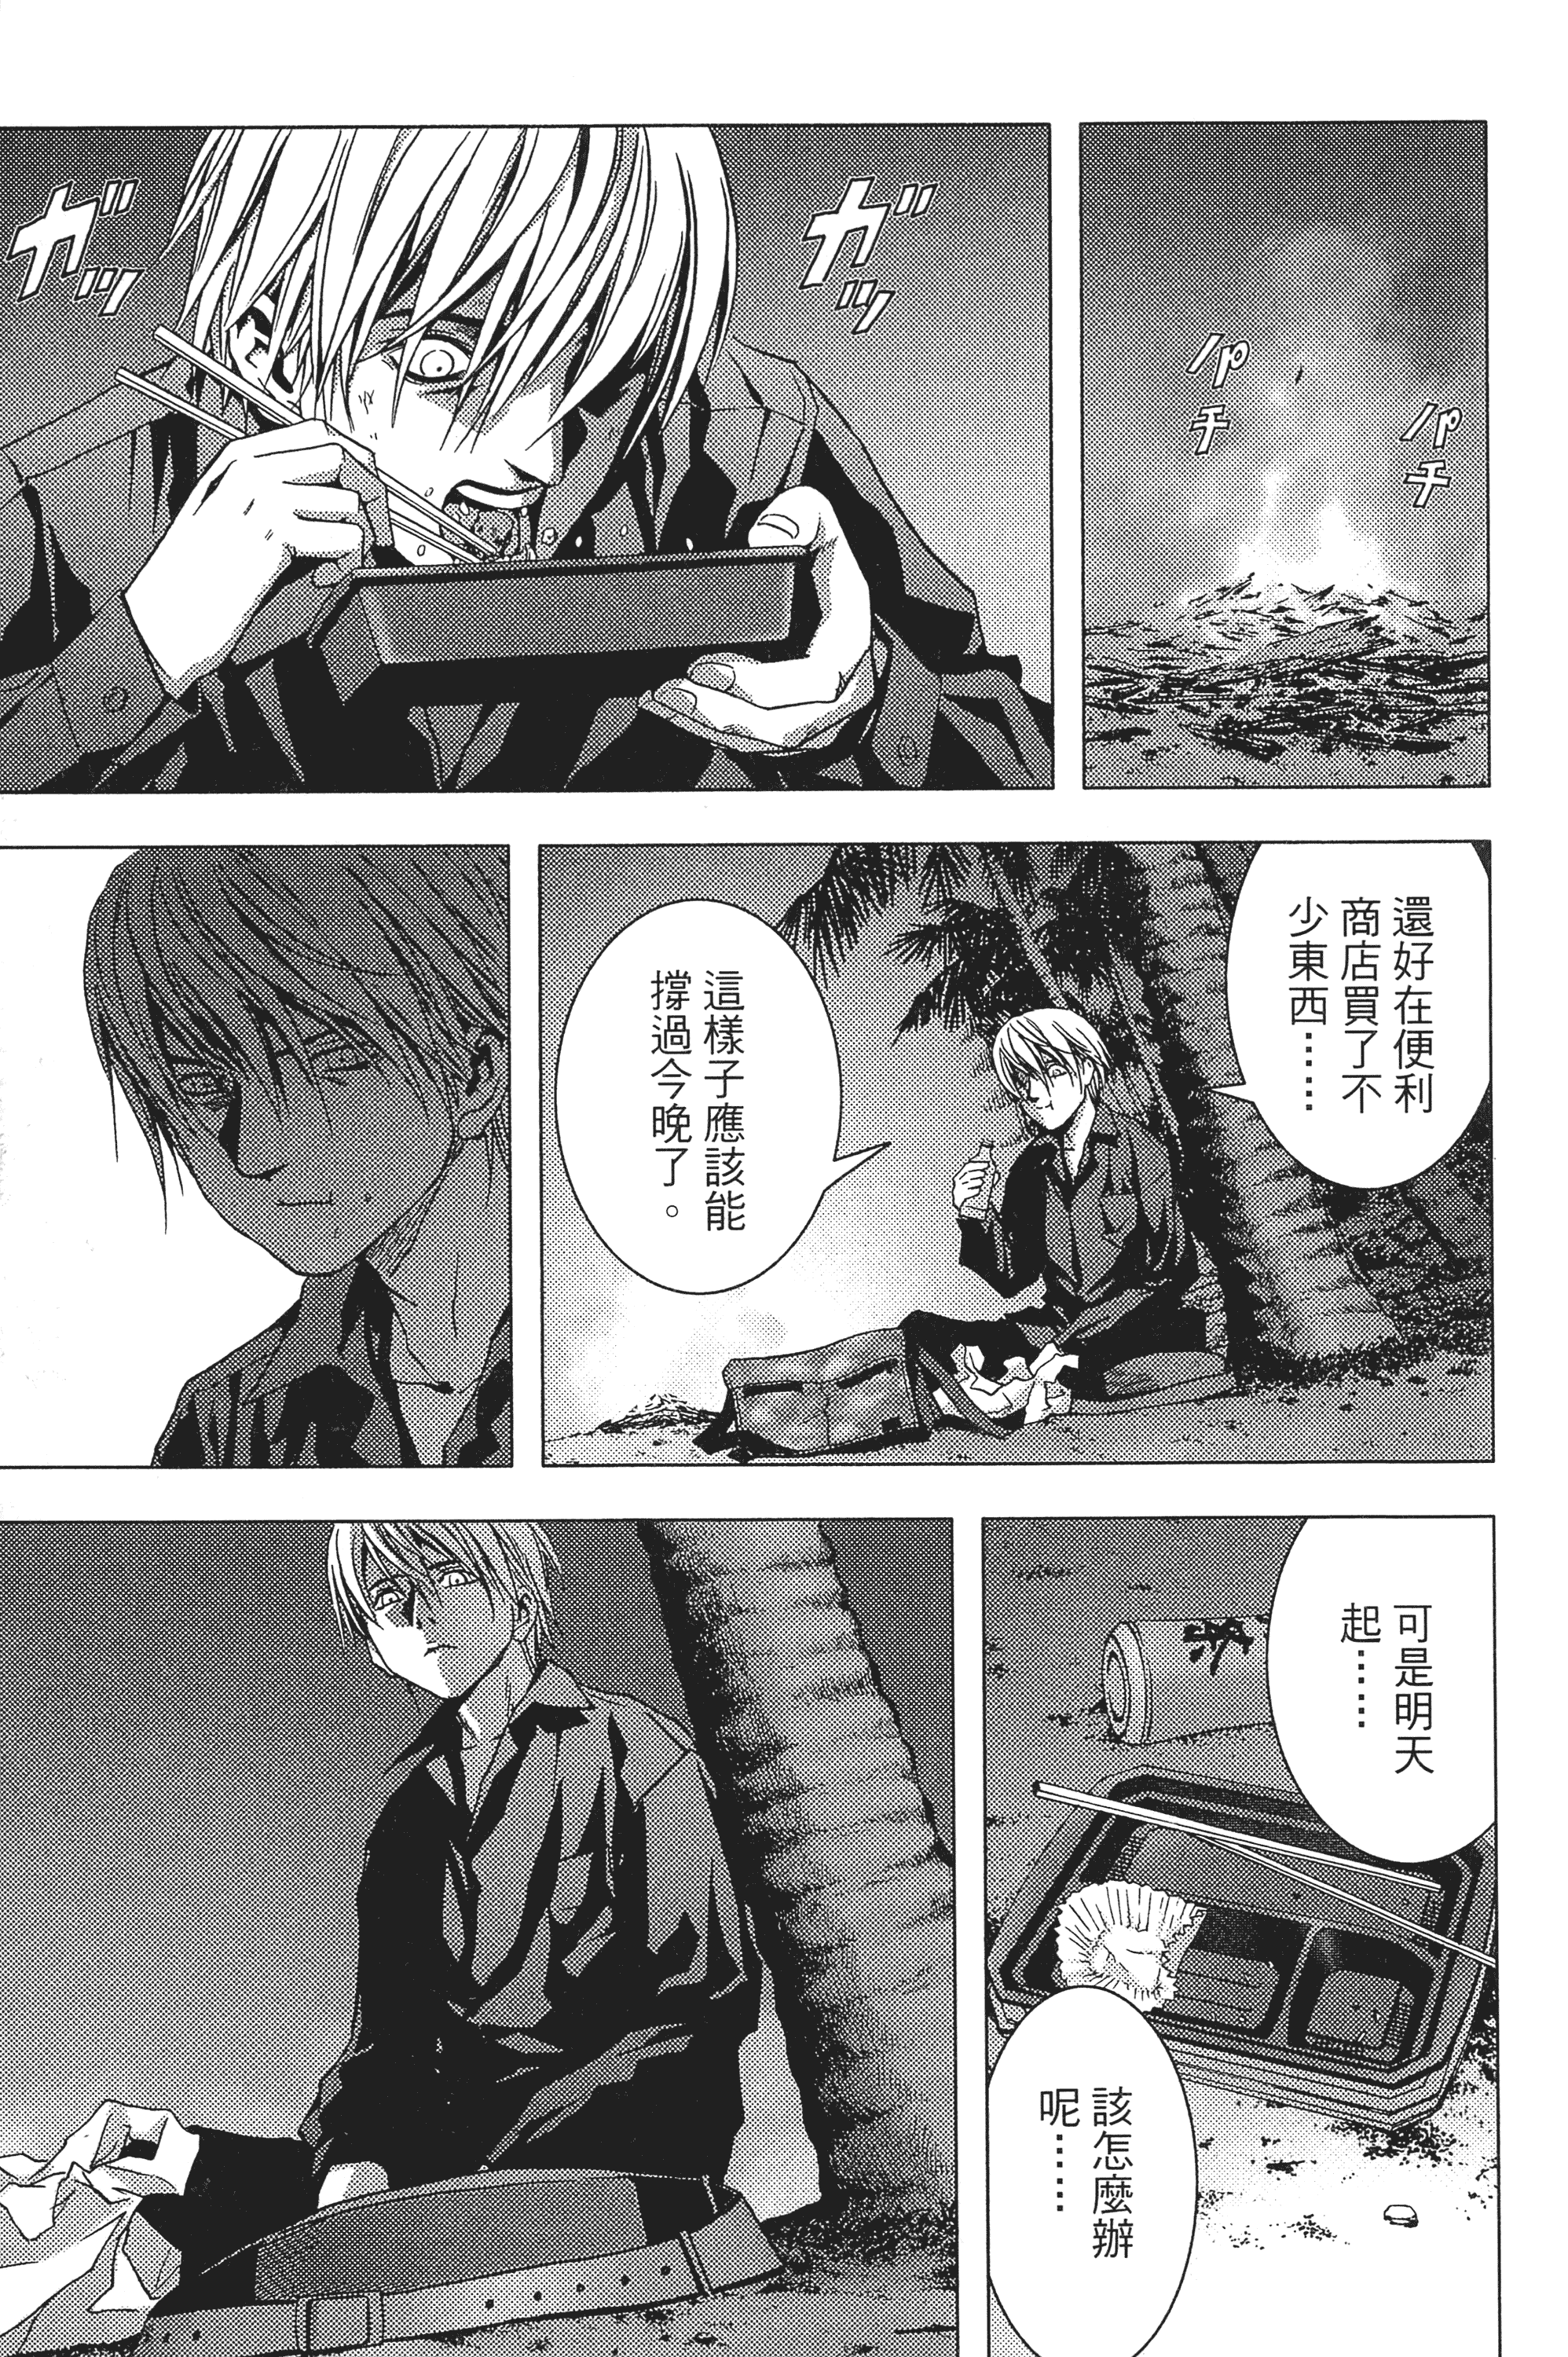 パチ
パチ
ガッ
ガッ
還好在便利
商店買了不
少東西……
這樣子應該能
撐過今晚了。
可是明天
起……
該怎麼辦
呢……